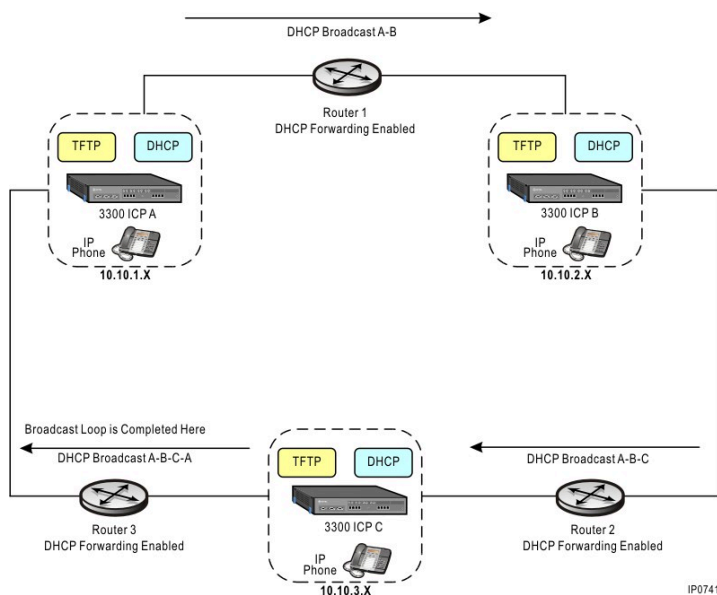 DHCP Broadcast A-B
Router 1
DHCP Forwarding Enabled
TFTP
DHCP
3300 ICP A
IP
Phone
10.10.1.X
TFTP
DHCP
3300 ICP B
IP
Phone
10.10.2.X
Broadcast Loop is Completed Here
DHCP Broadcast A-B-C-A
Router 3
DHCP Forwarding Enabled
TFTP
DHCP
3300 ICP C
IP
Phone
10.10.3.X
DHCP Broadcast A-B-C
Router 2
DHCP Forwarding Enabled
IP0741